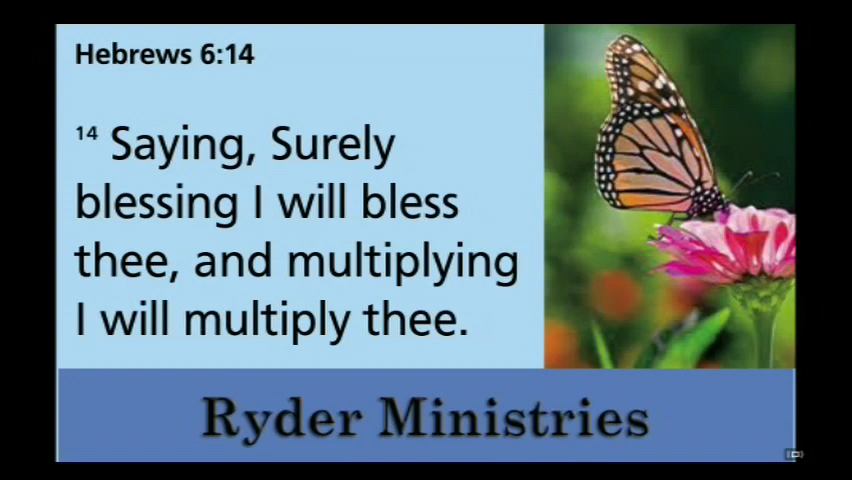 Hebrews 6:14
14 Saying, Surely
blessing I will bless
thee, and multiplying
I will multiply thee.
Ryder Ministries